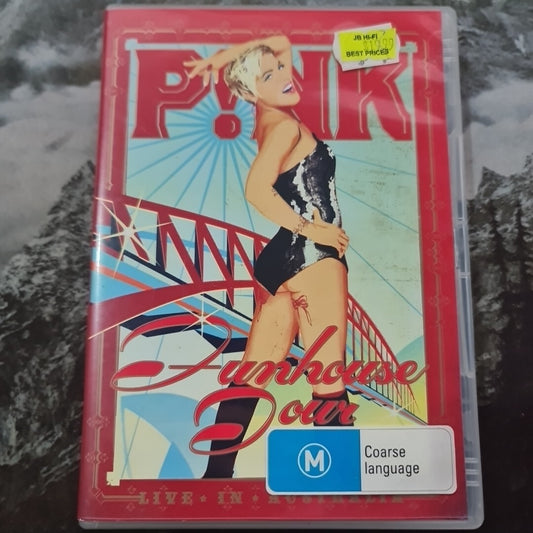 JB HI-FI
BEST PRICES
P!NK
Funhouse
Tour
M
Coarse
language
LIVE IN AUSTRALIA